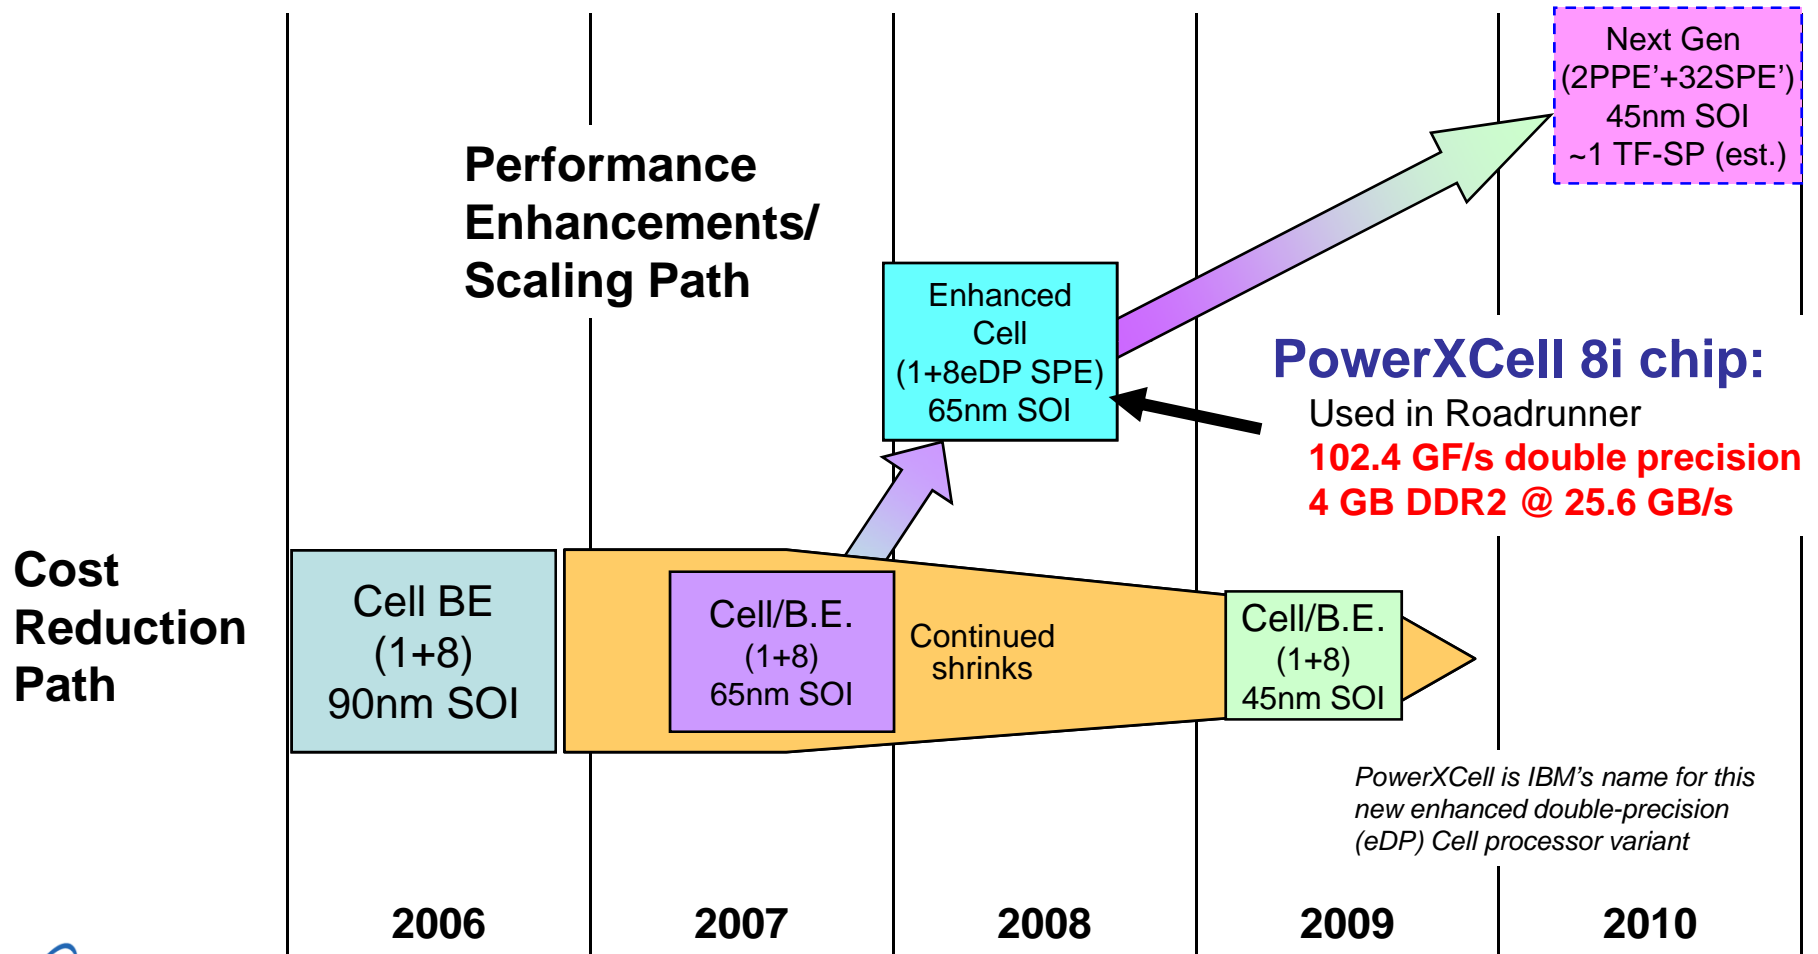 Next Gen
(2PPE’+32SPE’)
45nm SOI
~1 TF-SP (est.)
Performance
Enhancements/
Scaling Path
Enhanced
Cell
(1+8eDP SPE)
65nm SOI
PowerXCell 8i chip:
Used in Roadrunner
102.4 GF/s double precision
4 GB DDR2 @ 25.6 GB/s
Cost
Reduction
Path
Cell BE
(1+8)
90nm SOI
Cell/B.E.
(1+8)
65nm SOI
Continued
shrinks
Cell/B.E.
(1+8)
45nm SOI
PowerXCell is IBM’s name for this
new enhanced double-precision
(eDP) Cell processor variant
2006
2007
2008
2009
2010